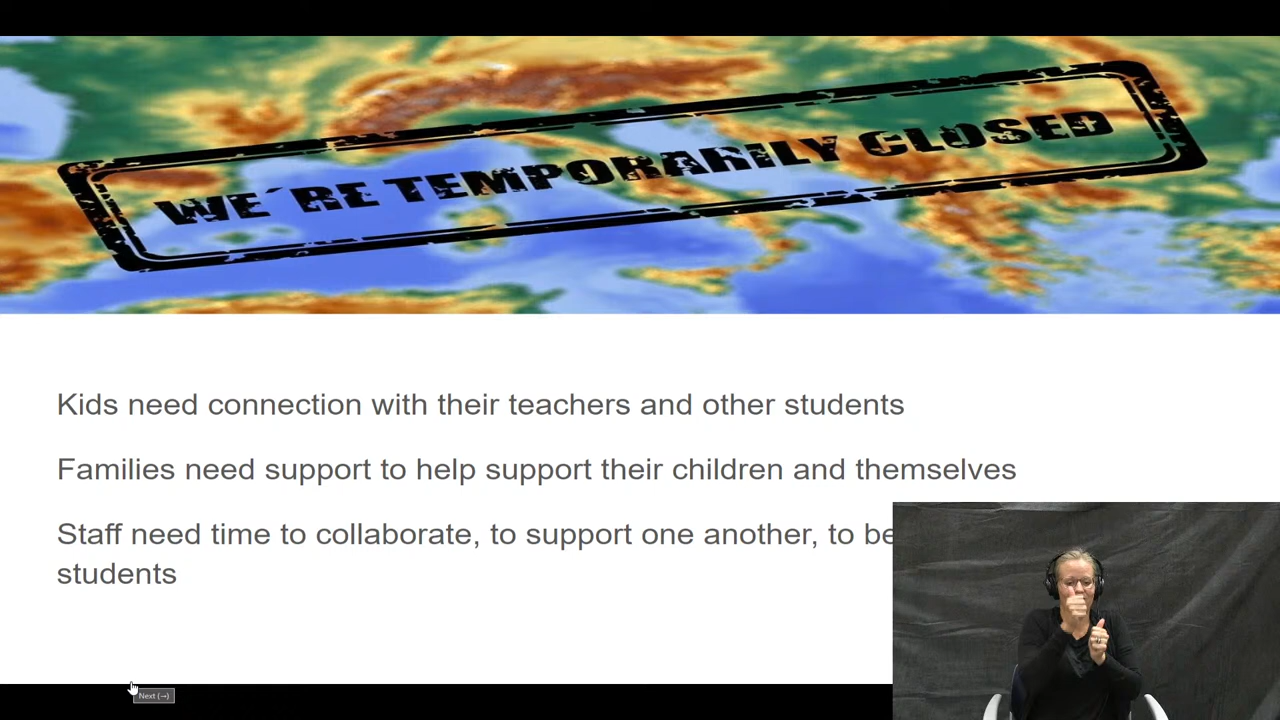 WE´RE TEMPORARILY CLOSED
Kids need connection with their teachers and other students
Families need support to help support their children and themselves
Staff need time to collaborate, to support one another, to be
students
Next (→)